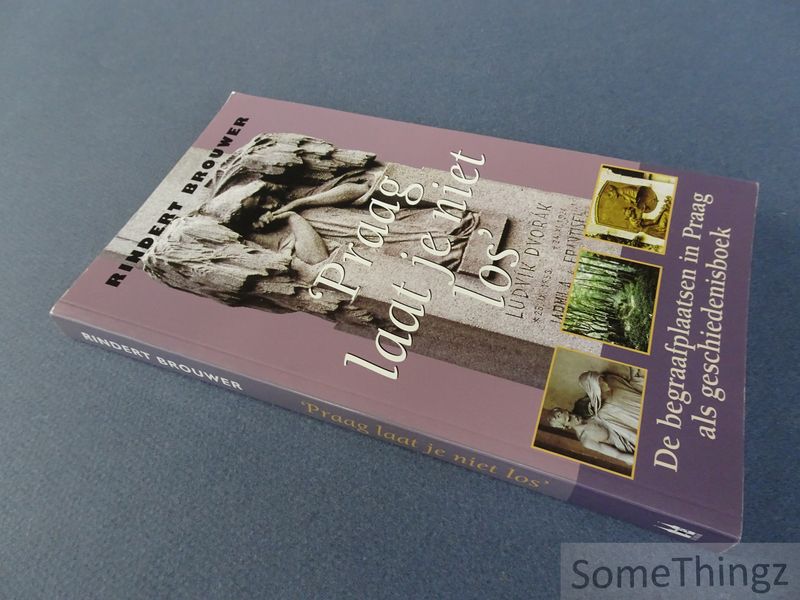 RINDERT BROUWER
'Praag
laat je niet
los'
LUDVÍK DVOŘÁK
De begraafplaatsen in Praag
als geschiedenisboek
RINDERT BROUWER
'Praag laat je niet los'
SomeThingz